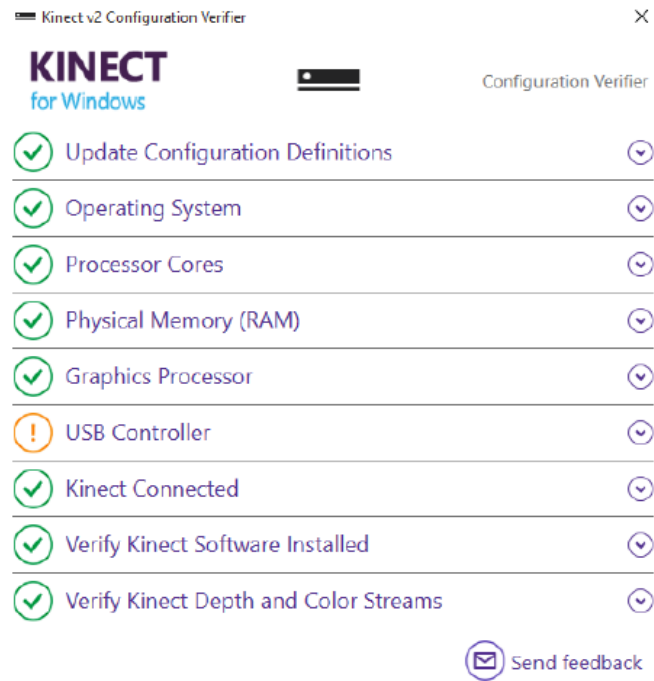 Kinect v2 Configuration Verifier
KINECT
for Windows
Configuration Verifier
Update Configuration Definitions
Operating System
Processor Cores
Physical Memory (RAM)
Graphics Processor
USB Controller
Kinect Connected
Verify Kinect Software Installed
Verify Kinect Depth and Color Streams
Send feedback